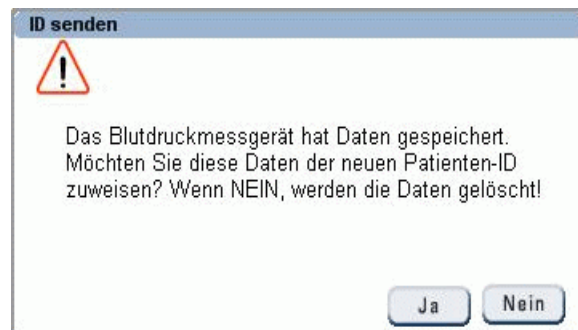 ID senden
Das Blutdruckmessgerät hat Daten gespeichert.
Möchten Sie diese Daten der neuen Patienten-ID
zuweisen? Wenn NEIN, werden die Daten gelöscht!
Ja Nein